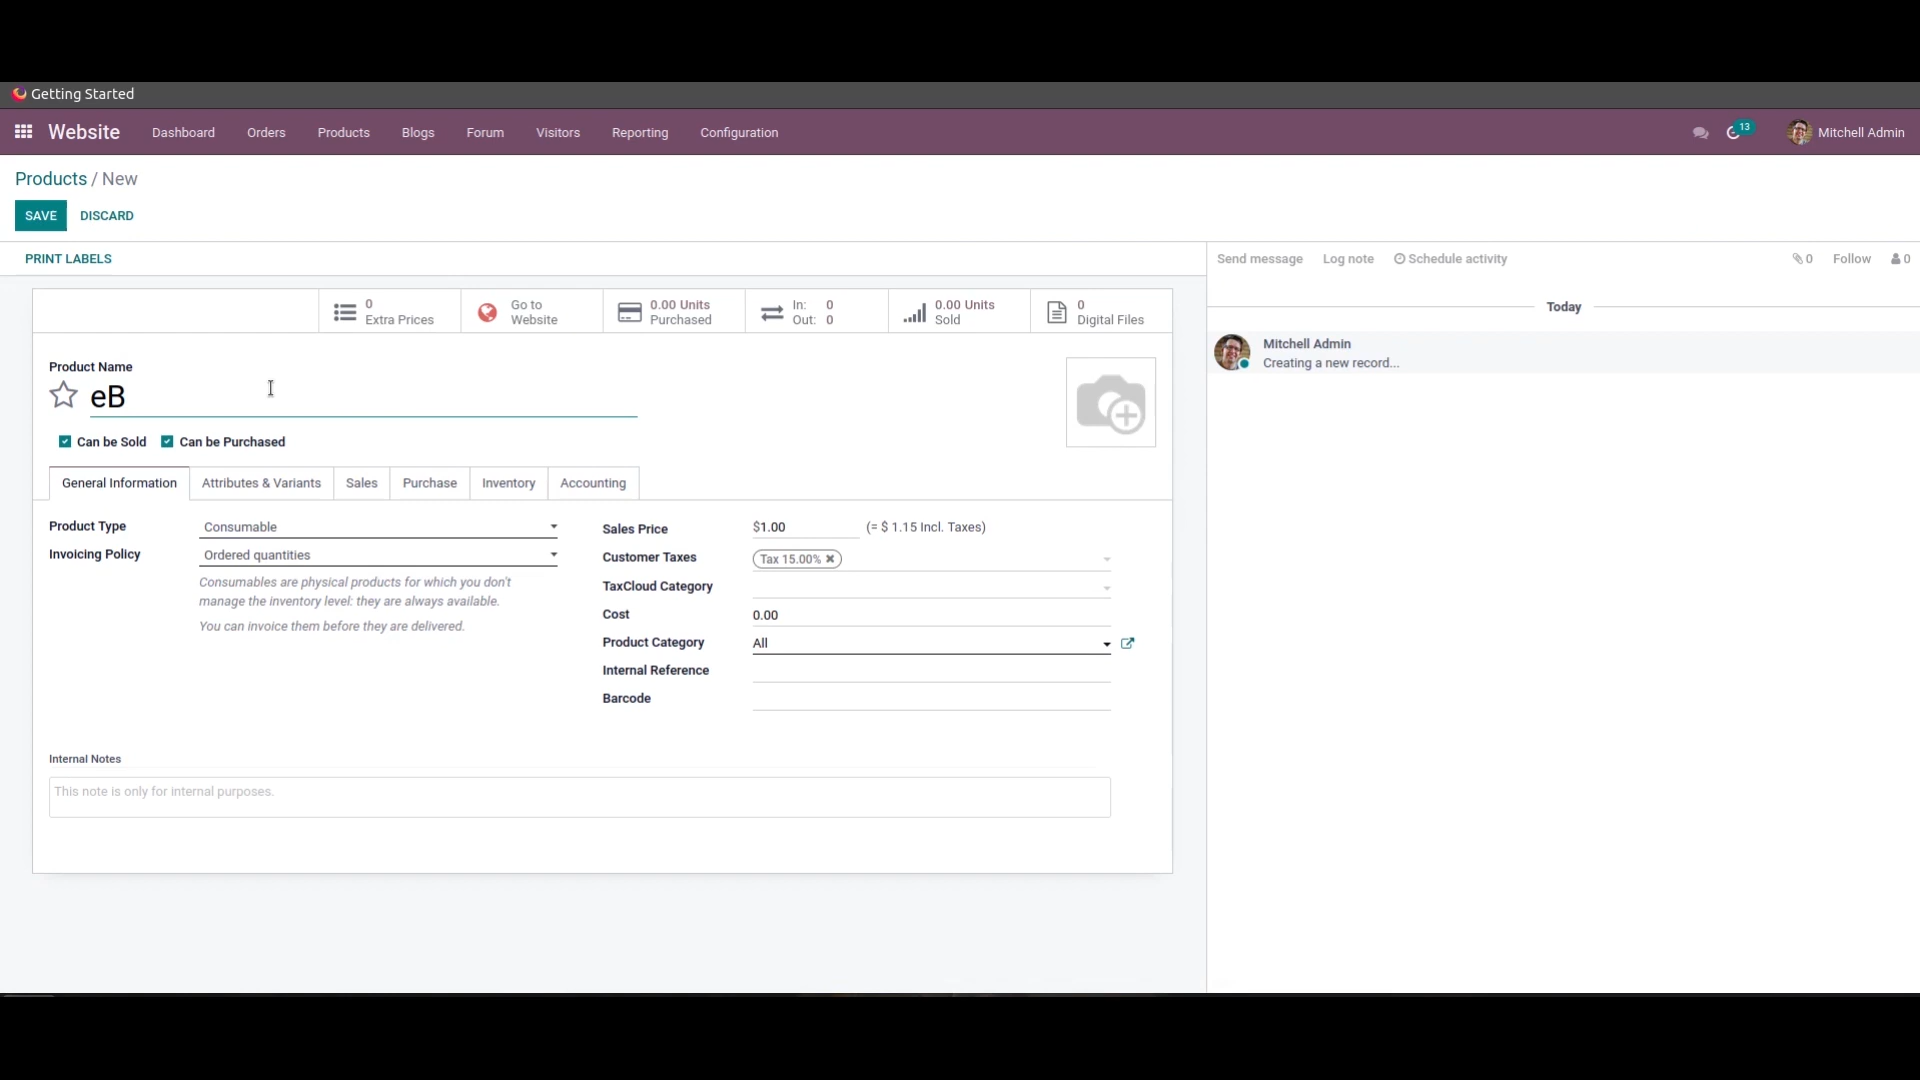 Getting Started
Website Dashboard Orders Products Blogs Forum Visitors Reporting Configuration 13 Mitchell Admin
Products / New
SAVE DISCARD
PRINT LABELS Send message Log note Schedule activity 0 Follow 0
0
Extra Prices
Go to
Website
0.00 Units
Purchased
In: 0
Out: 0
0.00 Units
Sold
0
Digital Files
Today
Mitchell Admin
Creating a new record...
Product Name
eB
Can be Sold Can be Purchased
General Information Attributes & Variants Sales Purchase Inventory Accounting
Product Type Consumable
Invoicing Policy Ordered quantities
Consumables are physical products for which you don't
manage the inventory level: they are always available.
You can invoice them before they are delivered.
Sales Price $1.00 (= $ 1.15 Incl. Taxes)
Customer Taxes Tax 15.00%
TaxCloud Category
Cost 0.00
Product Category All
Internal Reference
Barcode
Internal Notes
This note is only for internal purposes.